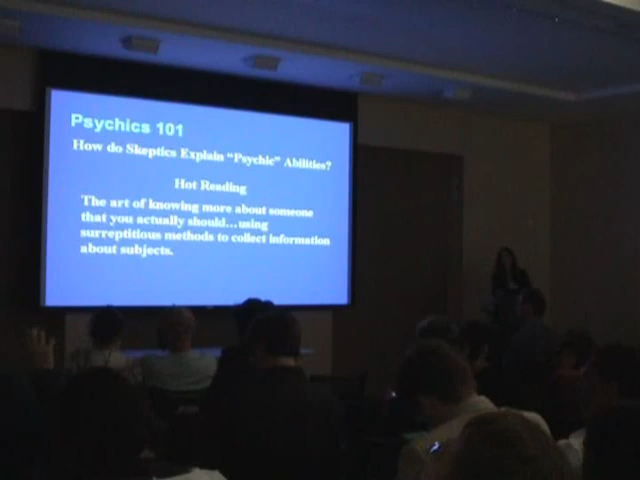 Psychics 101
How do Skeptics Explain "Psychic" Abilities?
Hot Reading
The art of knowing more about someone
that you actually should...using
surreptitious methods to collect information
about subjects.